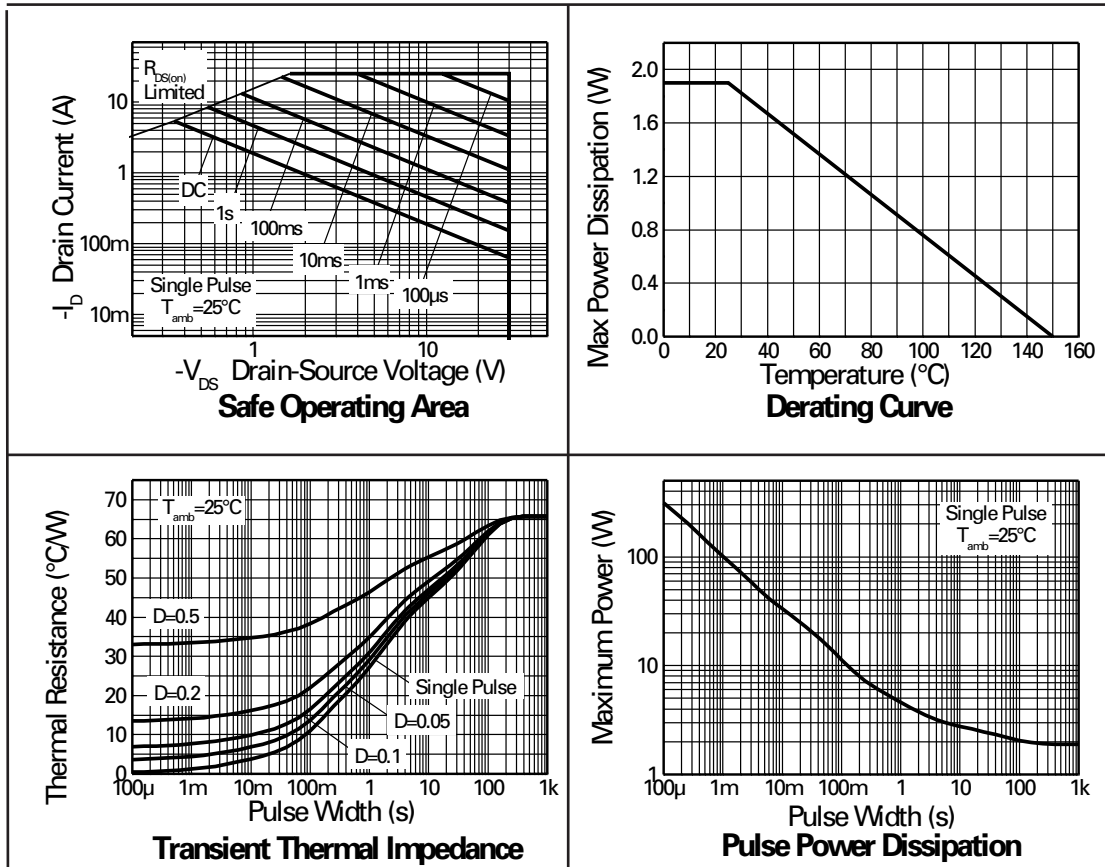 R_DS(on)
Limited
10
1
100m
10m
-I_D Drain Current (A)
DC
1s
100ms
10ms
1ms
100µs
Single Pulse
T_amb=25°C
1
10
-V_DS Drain-Source Voltage (V)
Safe Operating Area
2.0
1.6
1.2
0.8
0.4
0.0
Max Power Dissipation (W)
0
20
40
60
80
100
120
140
160
Temperature (°C)
Derating Curve
70
60
50
40
30
20
10
0
Thermal Resistance (°C/W)
T_amb=25°C
D=0.5
D=0.2
Single Pulse
D=0.05
D=0.1
100µ
1m
10m
100m
1
10
100
1k
Pulse Width (s)
Transient Thermal Impedance
100
10
1
Maximum Power (W)
Single Pulse
T_amb=25°C
100µ
1m
10m
100m
1
10
100
1k
Pulse Width (s)
Pulse Power Dissipation